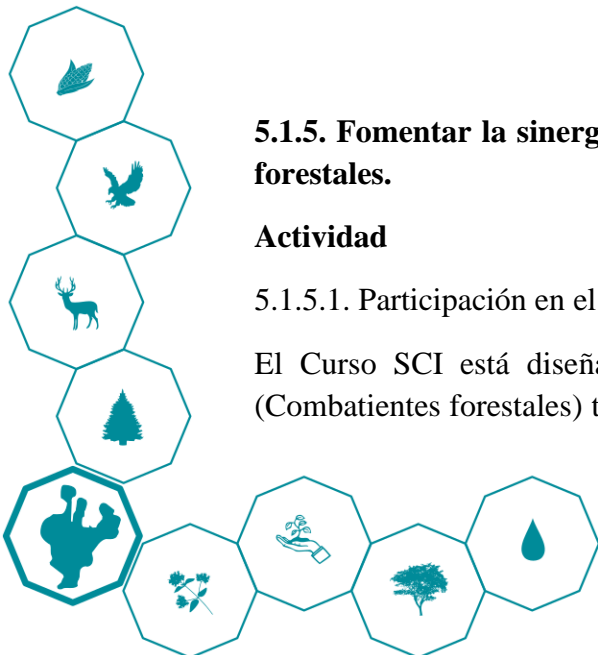 5.1.5. Fomentar la sinerg
forestales.
Actividad
5.1.5.1. Participación en el
El Curso SCI está diseña
(Combatientes forestales) t